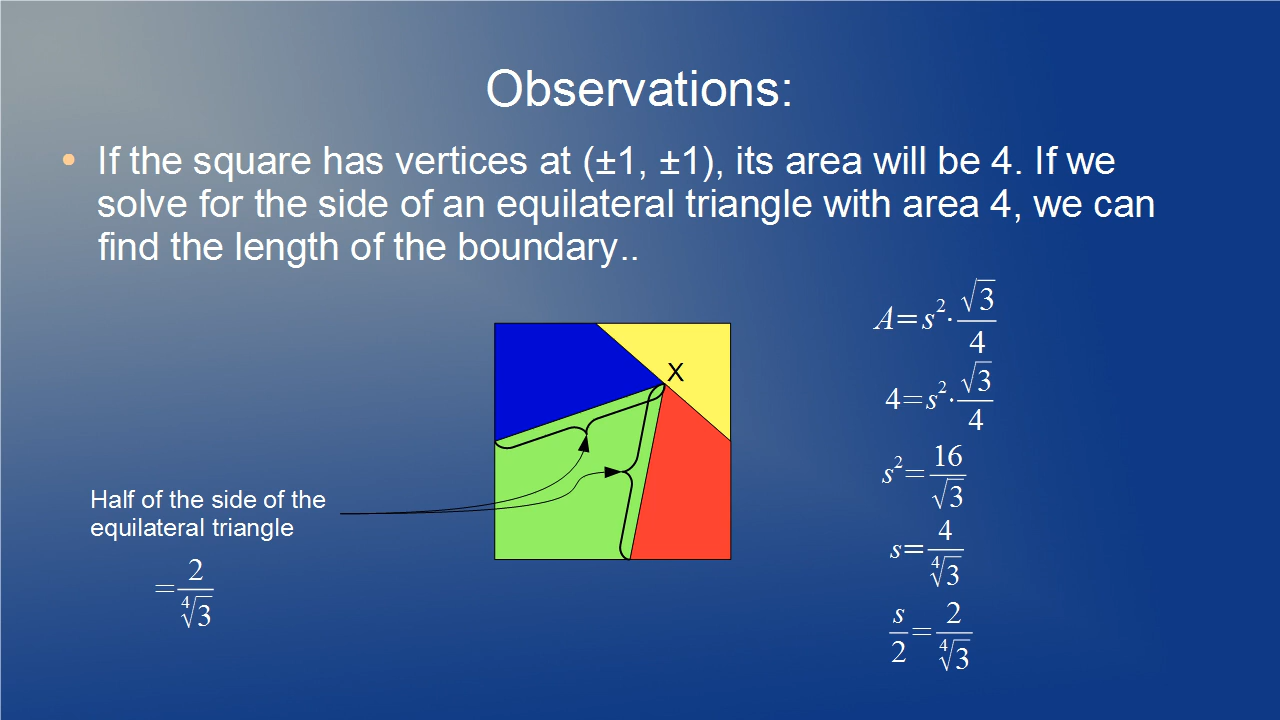 Observations:
• If the square has vertices at (±1, ±1), its area will be 4. If we
solve for the side of an equilateral triangle with area 4, we can
find the length of the boundary..
A=s²·√3/4
4=s²·√3/4
X
s²=16/√3
Half of the side of the
equilateral triangle
s=4/∜3
=2/∜3
s/2=2/∜3